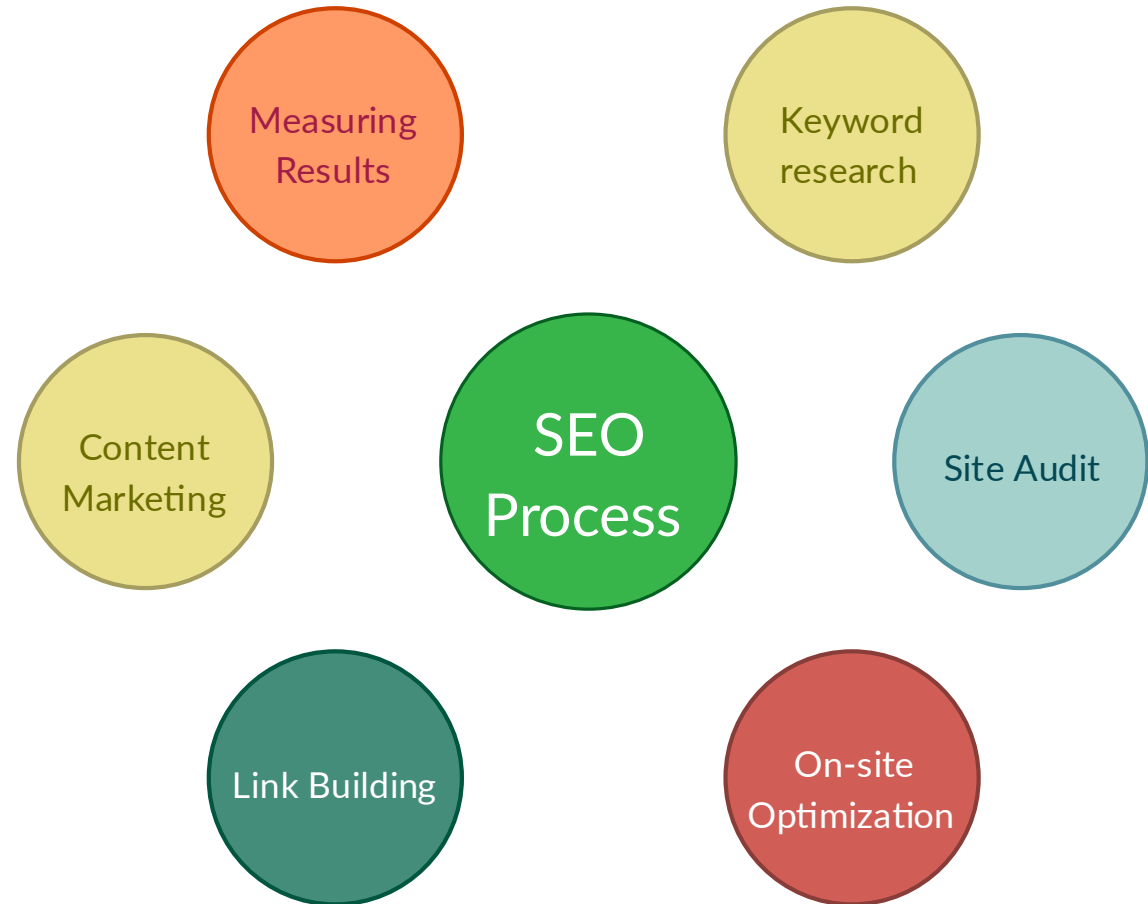 Measuring
Results
Keyword
research
Content
Marketing
SEO
Process
Site Audit
Link Building
On-site
Optimization